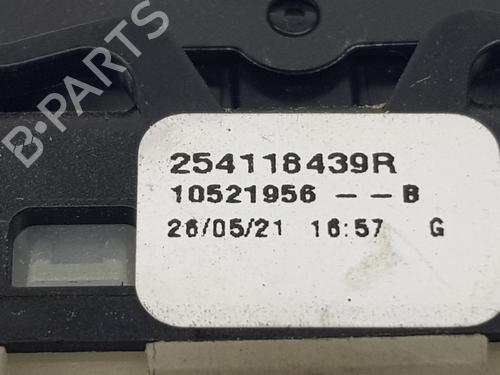 B-PARTS
254118439R
10521956 -- B
26/05/21 16:57 G